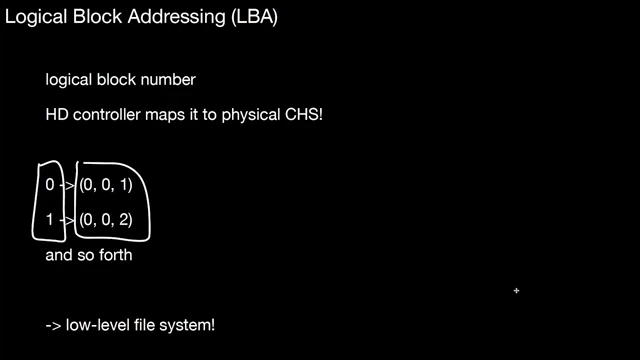 Logical Block Addressing (LBA)
logical block number
HD controller maps it to physical CHS!
0 -> (0, 0, 1)
1 -> (0, 0, 2)
and so forth
-> low-level file system!